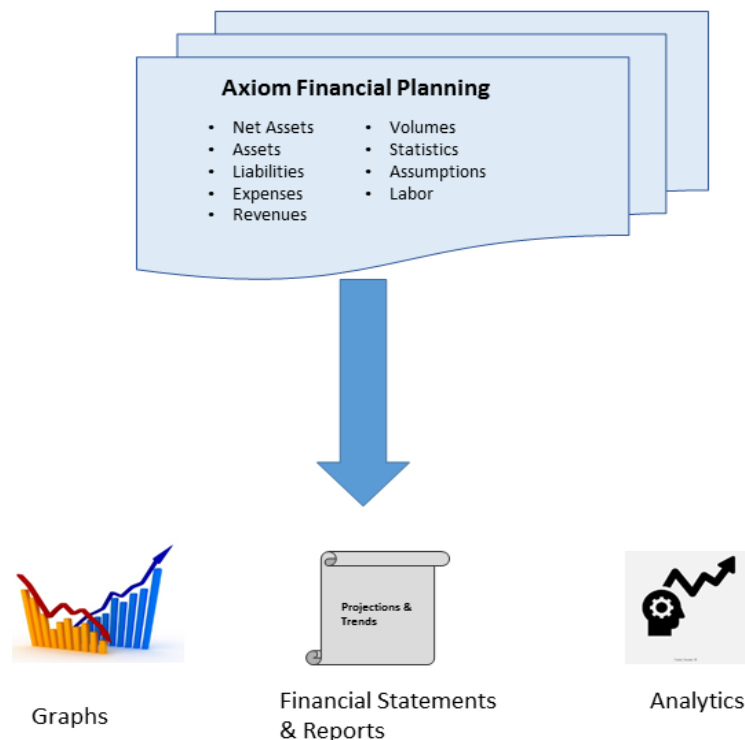 Axiom Financial Planning
• Net Assets
• Assets
• Liabilities
• Expenses
• Revenues
• Volumes
• Statistics
• Assumptions
• Labor
Projections &
Trends
Graphs
Financial Statements
& Reports
Analytics